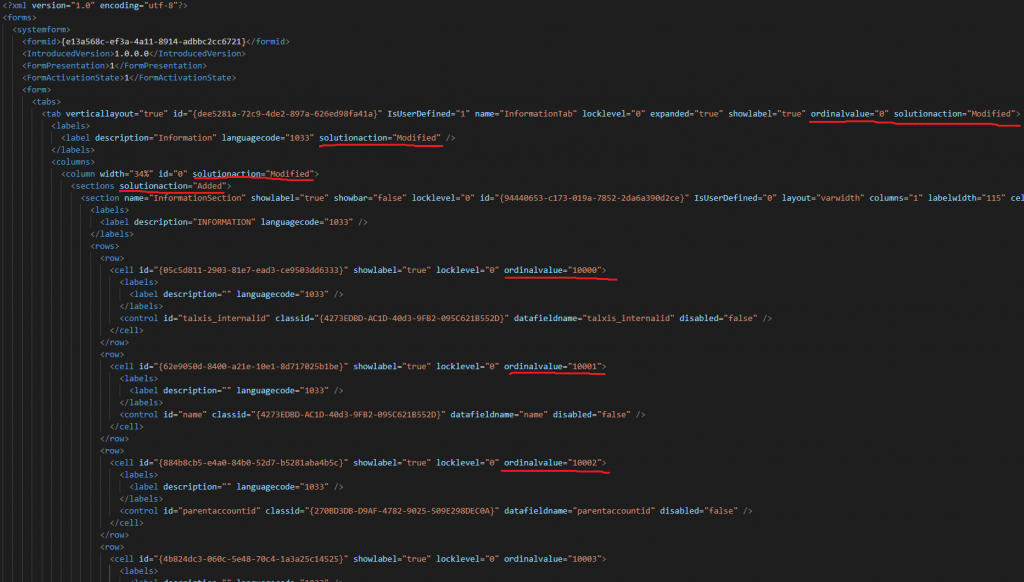 <?xml version="1.0" encoding="utf-8"?>
<forms>
<systemform>
<formid>{e13a568c-ef3a-4a11-8914-adbbc2cc6721}</formid>
<IntroducedVersion>1.0.0.0</IntroducedVersion>
<FormPresentation>1</FormPresentation>
<FormActivationState>1</FormActivationState>
<form>
<tabs>
<tab verticallayout="true" id="{dee5281a-72c9-4de2-897a-626ed98fa41a}" IsUserDefined="1" name="InformationTab" locklevel="0" expanded="true" showlabel="true" ordinalvalue="0" solutionaction="Modified">
<labels>
<label description="Information" languagecode="1033" solutionaction="Modified" />
</labels>
<columns>
<column width="34%" id="0" solutionaction="Modified">
<sections solutionaction="Added">
<section name="InformationSection" showlabel="true" showbar="false" locklevel="0" id="{94440653-c173-019a-7852-2da6a390d2ce}" IsUserDefined="0" layout="varwidth" columns="1" labelwidth="115" cel
<labels>
<label description="INFORMATION" languagecode="1033" />
</labels>
<rows>
<row>
<cell id="{05c5d811-2903-81e7-ead3-ce9503dd6333}" showlabel="true" locklevel="0" ordinalvalue="10000">
<labels>
<label description="" languagecode="1033" />
</labels>
<control id="talxis_internalid" classid="{4273EDBD-AC1D-40d3-9FB2-095C621B552D}" datafieldname="talxis_internalid" disabled="false" />
</cell>
</row>
<row>
<cell id="{62e9050d-8400-a21e-10e1-8d717025b1be}" showlabel="true" locklevel="0" ordinalvalue="10001">
<labels>
<label description="" languagecode="1033" />
</labels>
<control id="name" classid="{4273EDBD-AC1D-40d3-9FB2-095C621B552D}" datafieldname="name" disabled="false" />
</cell>
</row>
<row>
<cell id="{884b8cb5-e4a0-84b0-52d7-b5281aba4b5c}" showlabel="true" locklevel="0" ordinalvalue="10002">
<labels>
<label description="" languagecode="1033" />
</labels>
<control id="parentaccountid" classid="{270BD3DB-D9AF-4782-9025-509E298DEC0A}" datafieldname="parentaccountid" disabled="false" />
</cell>
</row>
<row>
<cell id="{4b824dc3-060c-5e48-70c4-1a3a25c14525}" showlabel="true" locklevel="0" ordinalvalue="10003">
<labels>